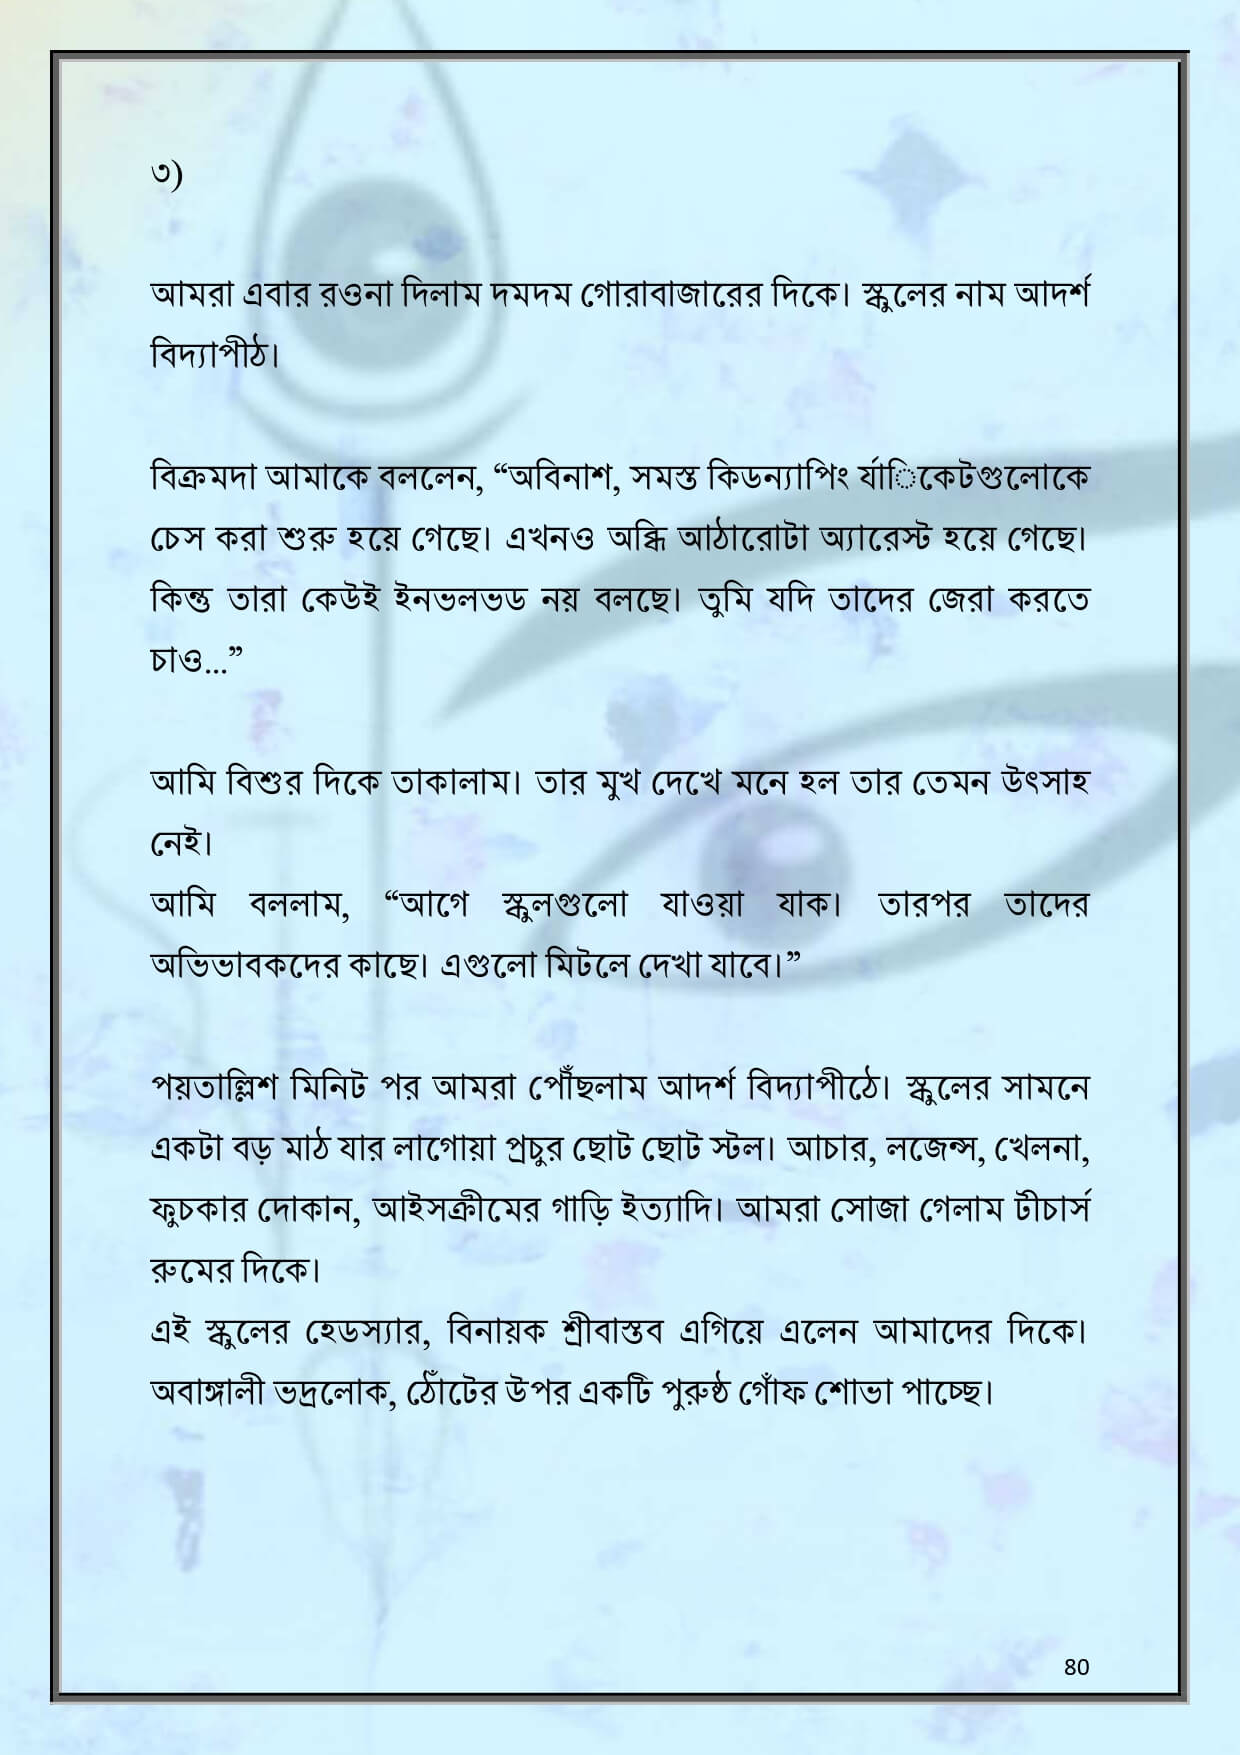 ৩)
আমরা এবার রওনা দিলাম দমদম গোরাবাজারের দিকে। স্কুলের নাম আদর্শ
বিদ্যাপীঠ।
বিক্রমদা আমাকে বললেন, “অবিনাশ, সমস্ত কিডন্যাপিং র্যািকেটগুলোকে
চেস করা শুরু হয়ে গেছে। এখনও অব্ধি আঠারোটা অ্যারেস্ট হয়ে গেছে।
কিন্তু তারা কেউই ইনভলভড নয় বলছে। তুমি যদি তাদের জেরা করতে
চাও...”
আমি বিশুর দিকে তাকালাম। তার মুখ দেখে মনে হল তার তেমন উৎসাহ
নেই।
আমি বললাম, “আগে স্কুলগুলো যাওয়া যাক। তারপর তাদের
অভিভাবকদের কাছে। এগুলো মিটলে দেখা যাবে।”
পয়তাল্লিশ মিনিট পর আমরা পৌঁছলাম আদর্শ বিদ্যাপীঠে। স্কুলের সামনে
একটা বড় মাঠ যার লাগোয়া প্রচুর ছোট ছোট স্টল। আচার, লজেন্স, খেলনা,
ফুচকার দোকান, আইসক্রীমের গাড়ি ইত্যাদি। আমরা সোজা গেলাম টীচার্স
রুমের দিকে।
এই স্কুলের হেডস্যার, বিনায়ক শ্রীবাস্তব এগিয়ে এলেন আমাদের দিকে।
অবাঙ্গালী ভদ্রলোক, ঠোঁটের উপর একটি পুরুষ্ঠ গোঁফ শোভা পাচ্ছে।
80